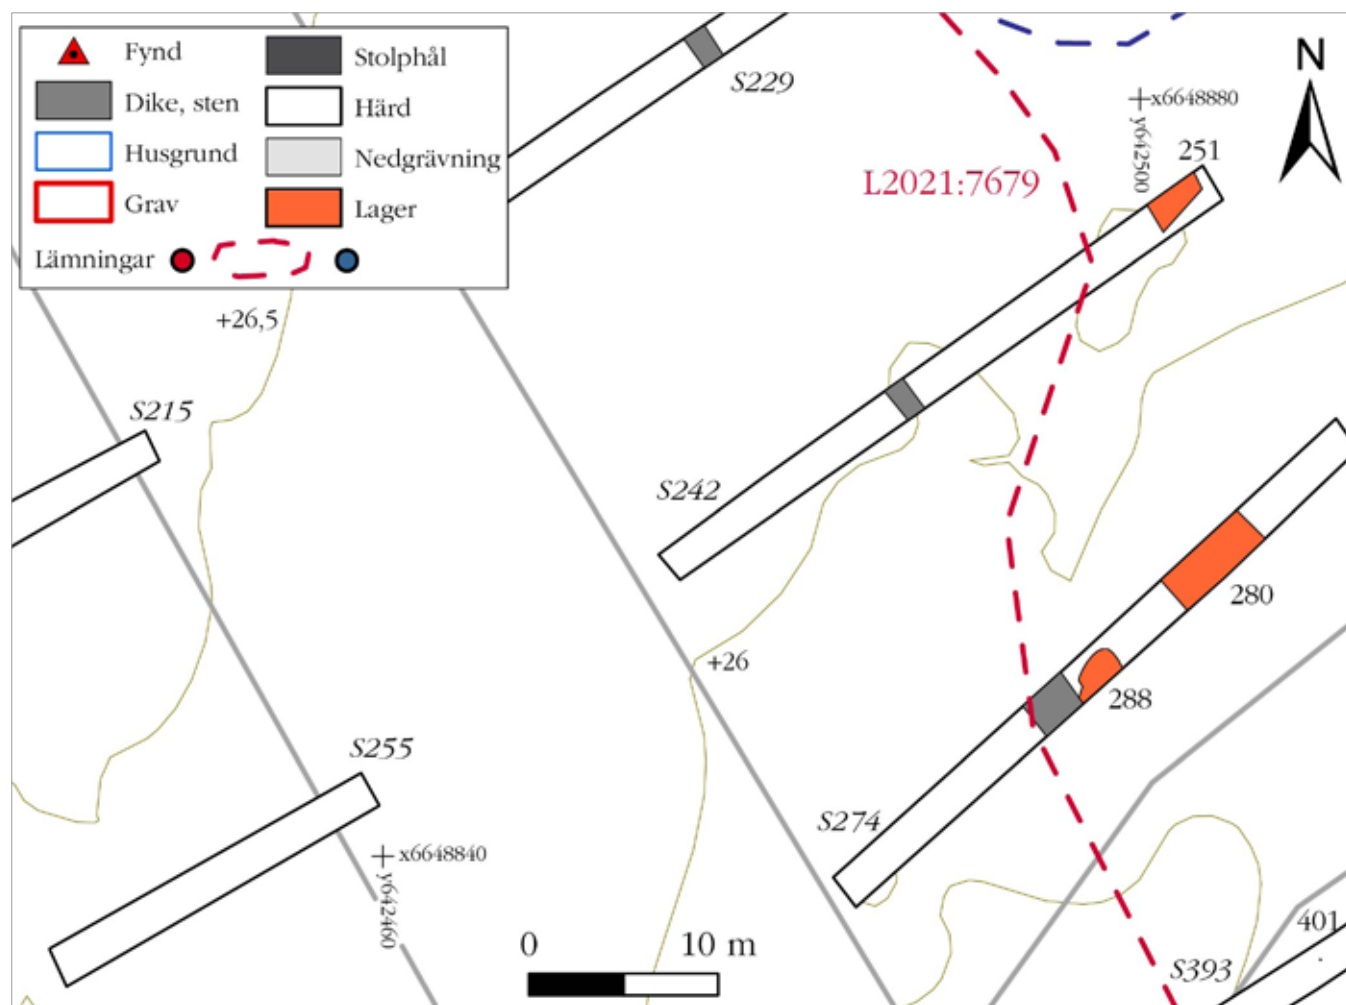 Fynd
Dike, sten
Husgrund
Grav
Lämningar
Stolphål
Härd
Nedgrävning
Lager
S229
N
x6648880
y642500
251
L2021:7679
+26,5
S215
S242
280
+26
288
S255
S274
x6648840
y642460
0 10 m
401
S393